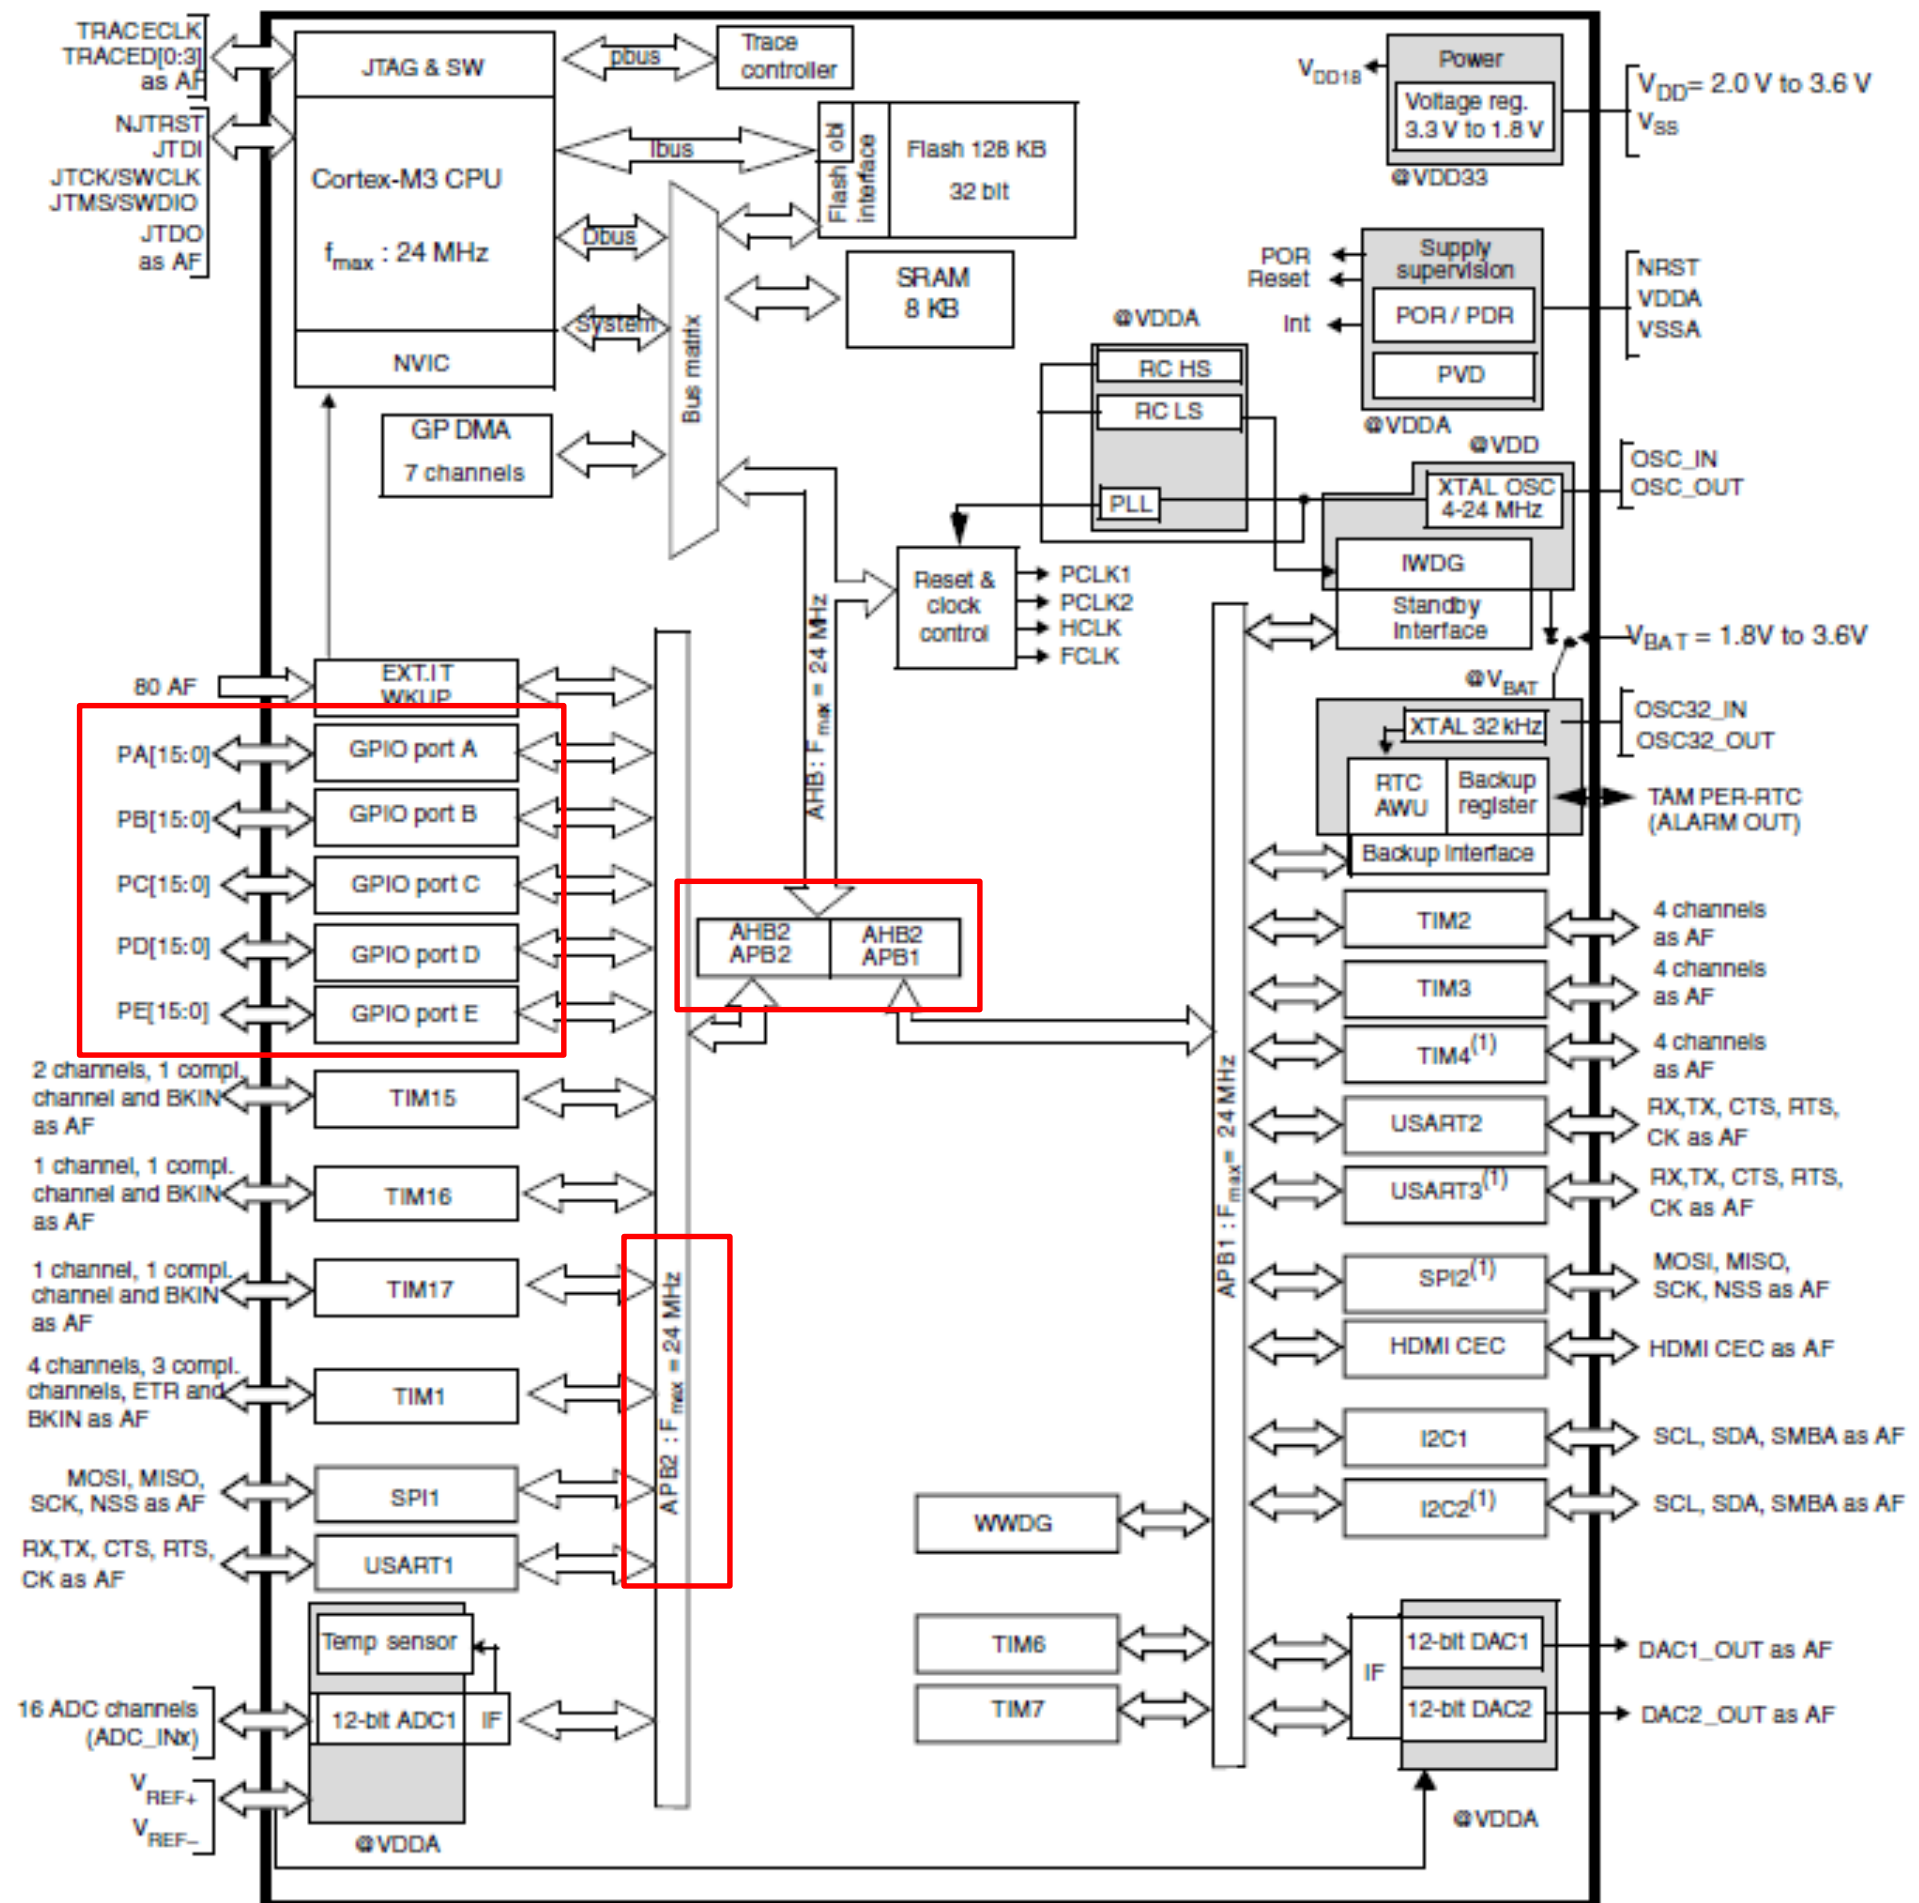 TRACECLK
TRACED[0:3]
as AF
NJTRST
JTDI
JTCK/SWCLK
JTMS/SWDIO
JTDO
as AF
JTAG & SW
pbus
Trace
controller
Cortex-M3 CPU
fmax : 24 MHz
NVIC
Ibus
Dbus
System
Flash obl
interface
Flash 128 KB
32 bit
Bus matrix
SRAM
8 KB
GP DMA
7 channels
Power
VDD18
Voltage reg.
3.3 V to 1.8 V
@VDD33
VDD= 2.0 V to 3.6 V
VSS
Supply
supervision
POR
Reset
Int
POR / PDR
PVD
@VDDA
NRST
VDDA
VSSA
@VDDA
RC HS
RC LS
PLL
@VDD
XTAL OSC
4-24 MHz
OSC_IN
OSC_OUT
IWDG
Standby
Interface
Reset &
clock
control
PCLK1
PCLK2
HCLK
FCLK
VBAT = 1.8V to 3.6V
@VBAT
XTAL 32 kHz
OSC32_IN
OSC32_OUT
RTC
AWU
Backup
register
Backup Interface
TAM PER-RTC
(ALARM OUT)
AHB : Fmax = 24 MHz
80 AF
EXT.IT
WKUP
PA[15:0]
GPIO port A
PB[15:0]
GPIO port B
PC[15:0]
GPIO port C
PD[15:0]
GPIO port D
PE[15:0]
GPIO port E
AHB2
APB2
AHB2
APB1
2 channels, 1 compl.
channel and BKIN
as AF
TIM15
1 channel, 1 compl.
channel and BKIN
as AF
TIM16
1 channel, 1 compl.
channel and BKIN
as AF
TIM17
4 channels, 3 compl.
channels, ETR and
BKIN as AF
TIM1
MOSI, MISO,
SCK, NSS as AF
SPI1
RX,TX, CTS, RTS,
CK as AF
USART1
APB2 : Fmax = 24 MHz
Temp sensor
16 ADC channels
(ADC_INx)
12-bit ADC1
IF
VREF+
VREF–
@VDDA
APB1 : Fmax= 24 MHz
TIM2
4 channels
as AF
TIM3
4 channels
as AF
TIM4(1)
4 channels
as AF
USART2
RX,TX, CTS, RTS,
CK as AF
USART3(1)
RX,TX, CTS, RTS,
CK as AF
SPI2(1)
MOSI, MISO,
SCK, NSS as AF
HDMI CEC
HDMI CEC as AF
I2C1
SCL, SDA, SMBA as AF
I2C2(1)
SCL, SDA, SMBA as AF
WWDG
TIM6
TIM7
IF
12-bit DAC1
DAC1_OUT as AF
12-bit DAC2
DAC2_OUT as AF
@VDDA